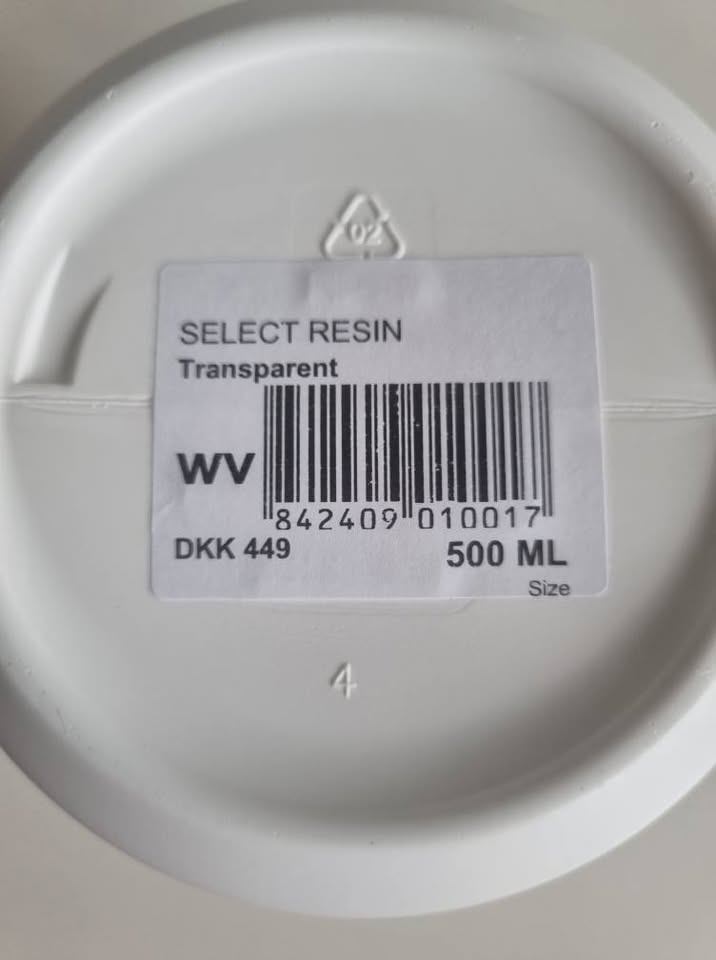 02
SELECT RESIN
Transparent
WV
842409 010017
DKK 449
500 ML
Size
4